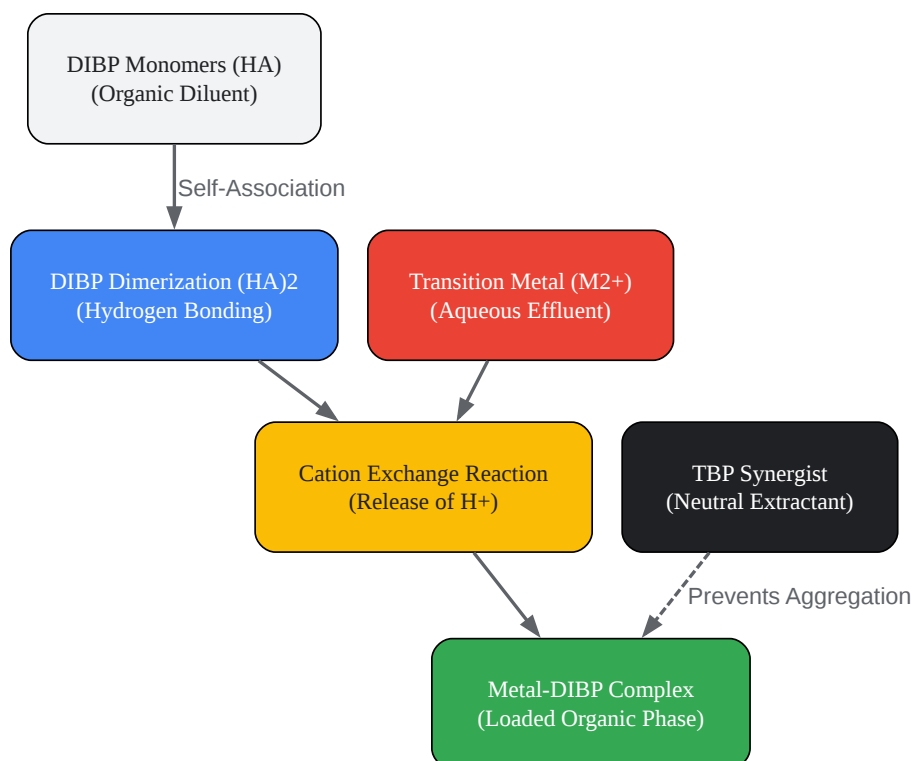 DIBP Monomers (HA)
(Organic Diluent)
Self-Association
DIBP Dimerization (HA)2
(Hydrogen Bonding)
Transition Metal (M2+)
(Aqueous Effluent)
Cation Exchange Reaction
(Release of H+)
TBP Synergist
(Neutral Extractant)
Prevents Aggregation
Metal-DIBP Complex
(Loaded Organic Phase)